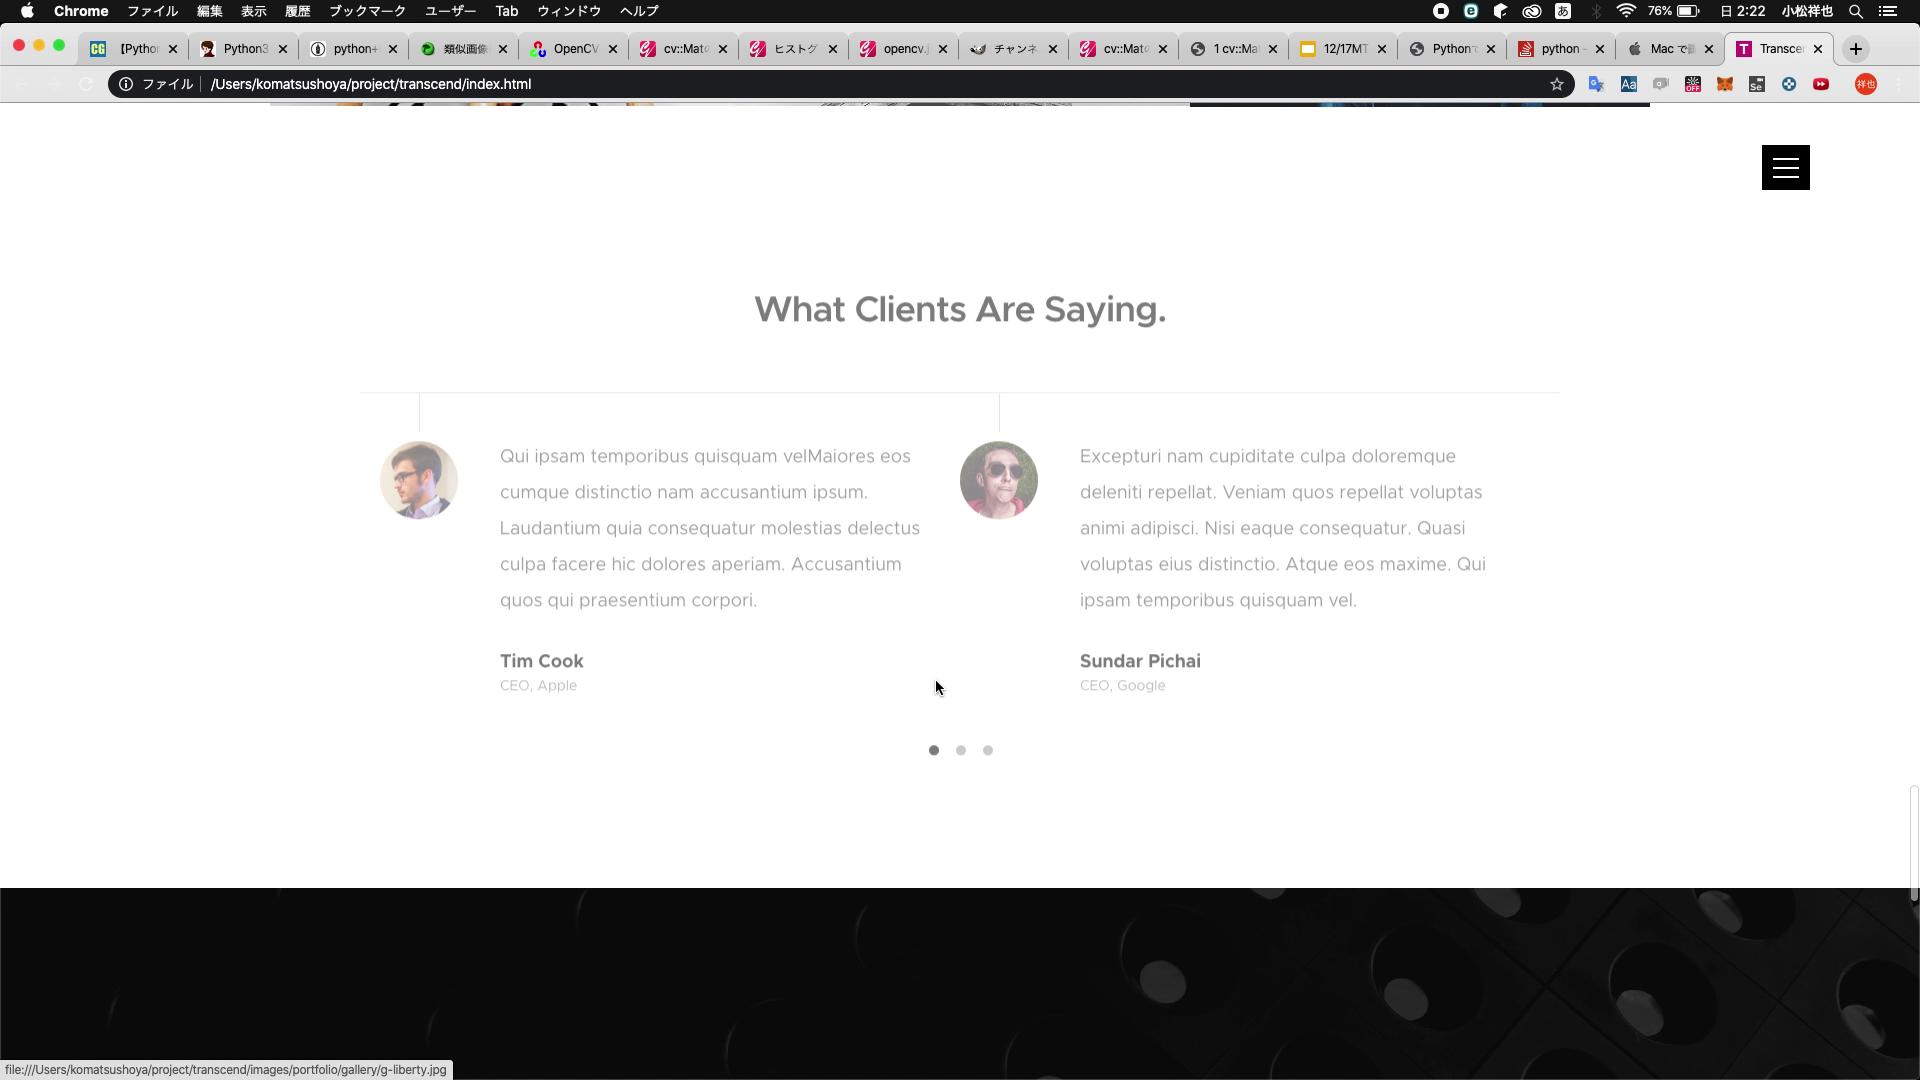 Chrome ファイル 編集 表示 履歴 ブックマーク ユーザー Tab ウィンドウ ヘルプ あ 76% 日 2:22 小松祥也
CG 【Pytho Python3 python+ 類似画像 OpenCV cv::Mat ヒストグ opencv.j チャンネ cv::Mat 1 cv::Ma 12/17MT Python python - Mac で Transce
ファイル /Users/komatsushoya/project/transcend/index.html Aa OFF Se 祥也
What Clients Are Saying.
Qui ipsam temporibus quisquam velMaiores eos
cumque distinctio nam accusantium ipsum.
Laudantium quia consequatur molestias delectus
culpa facere hic dolores aperiam. Accusantium
quos qui praesentium corpori.
Tim Cook
CEO, Apple
Excepturi nam cupiditate culpa doloremque
deleniti repellat. Veniam quos repellat voluptas
animi adipisci. Nisi eaque consequatur. Quasi
voluptas eius distinctio. Atque eos maxime. Qui
ipsam temporibus quisquam vel.
Sundar Pichai
CEO, Google
file:///Users/komatsushoya/project/transcend/images/portfolio/gallery/g-liberty.jpg